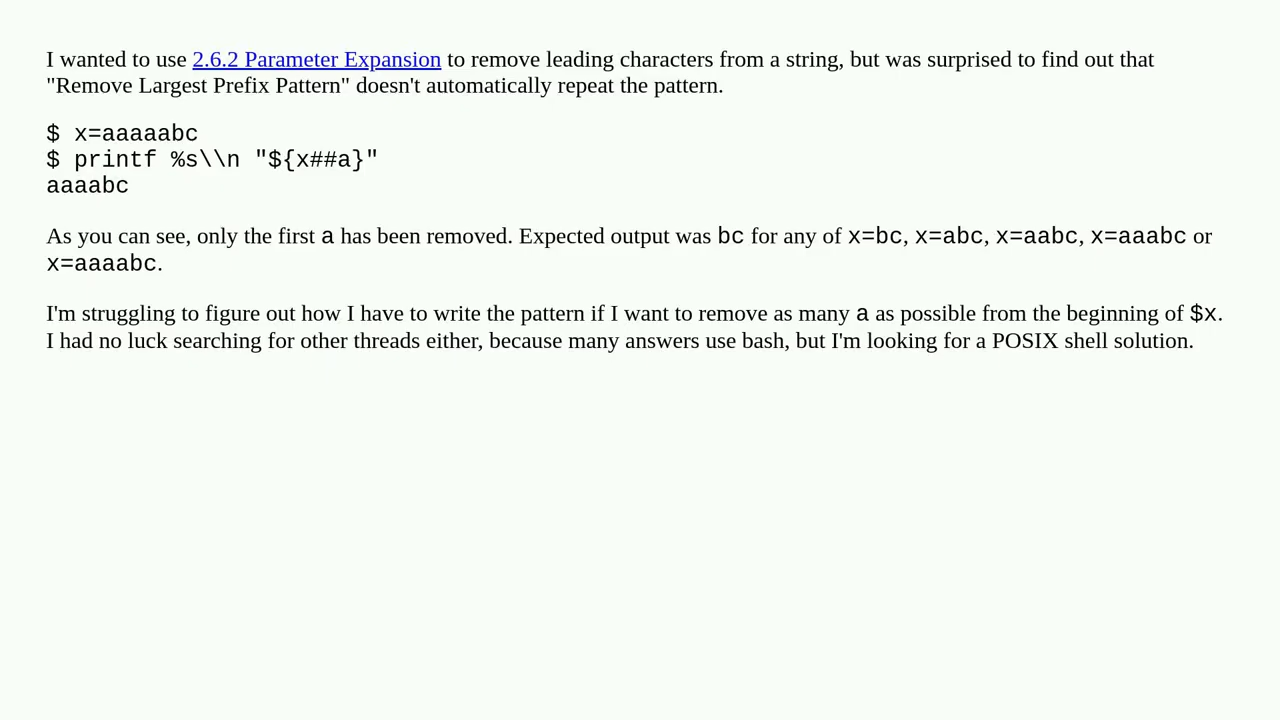 I wanted to use 2.6.2 Parameter Expansion to remove leading characters from a string, but was surprised to find out that
"Remove Largest Prefix Pattern" doesn't automatically repeat the pattern.
$ x=aaaaabc
$ printf %s\\n "${x##a}"
aaaabc
As you can see, only the first a has been removed. Expected output was bc for any of x=bc, x=abc, x=aabc, x=aaabc or
x=aaaabc.
I'm struggling to figure out how I have to write the pattern if I want to remove as many a as possible from the beginning of $x.
I had no luck searching for other threads either, because many answers use bash, but I'm looking for a POSIX shell solution.